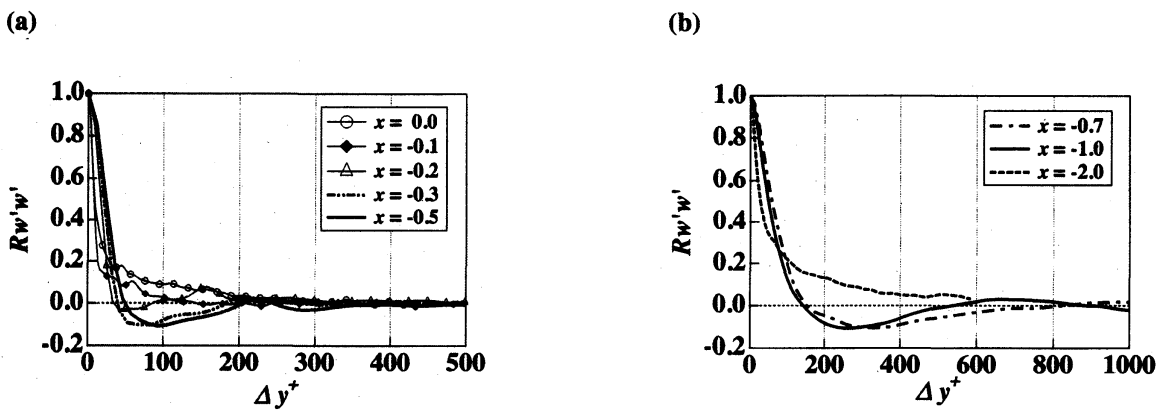 (a)
Rw'w'
1.0
0.8
0.6
0.4
0.2
0.0
-0.2
0 100 200 300 400 500
Δy+
x = 0.0
x = -0.1
x = -0.2
x = -0.3
x = -0.5
(b)
Rw'w'
1.0
0.8
0.6
0.4
0.2
0.0
-0.2
0 200 400 600 800 1000
Δy+
x = -0.7
x = -1.0
x = -2.0